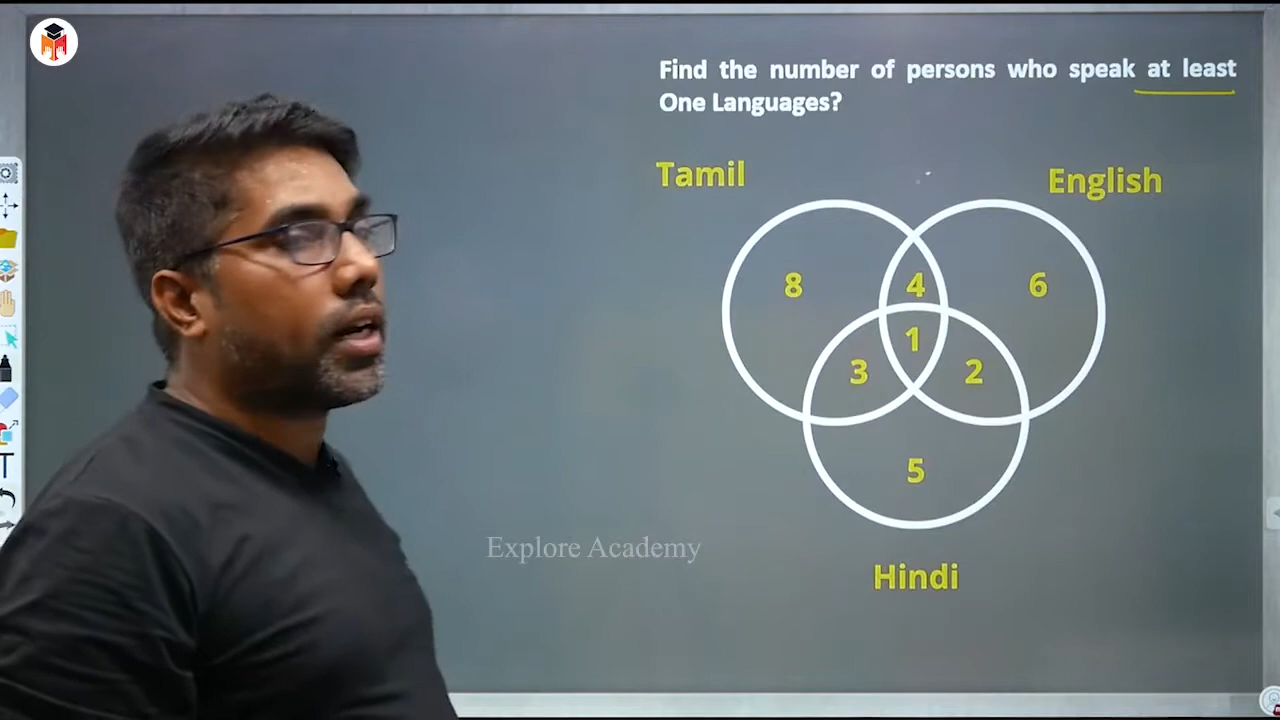 Find the number of persons who speak at least
One Languages?
Tamil
English
8
4
6
1
3
2
5
Explore Academy
Hindi
T